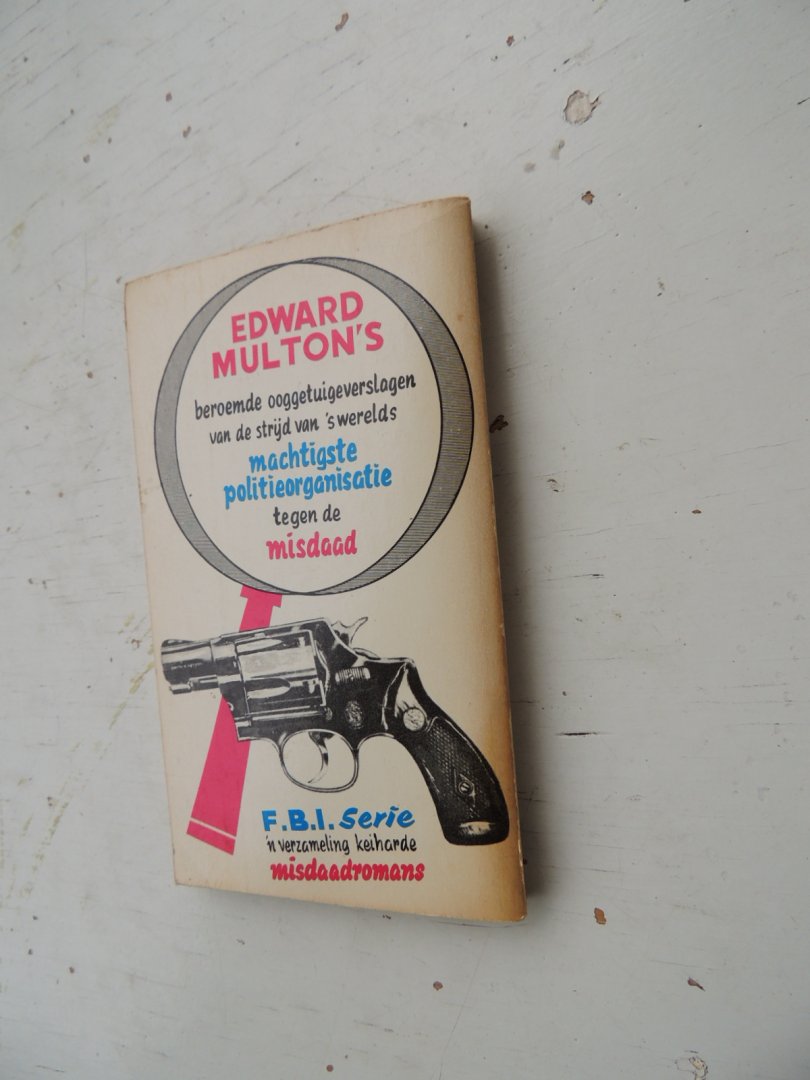 EDWARD
MULTON'S
beroemde ooggetuigeverslagen
van de strijd van 's werelds
machtigste
politieorganisatie
tegen de
misdaad
F.B.I. Serie
'n verzameling keiharde
misdaadromans